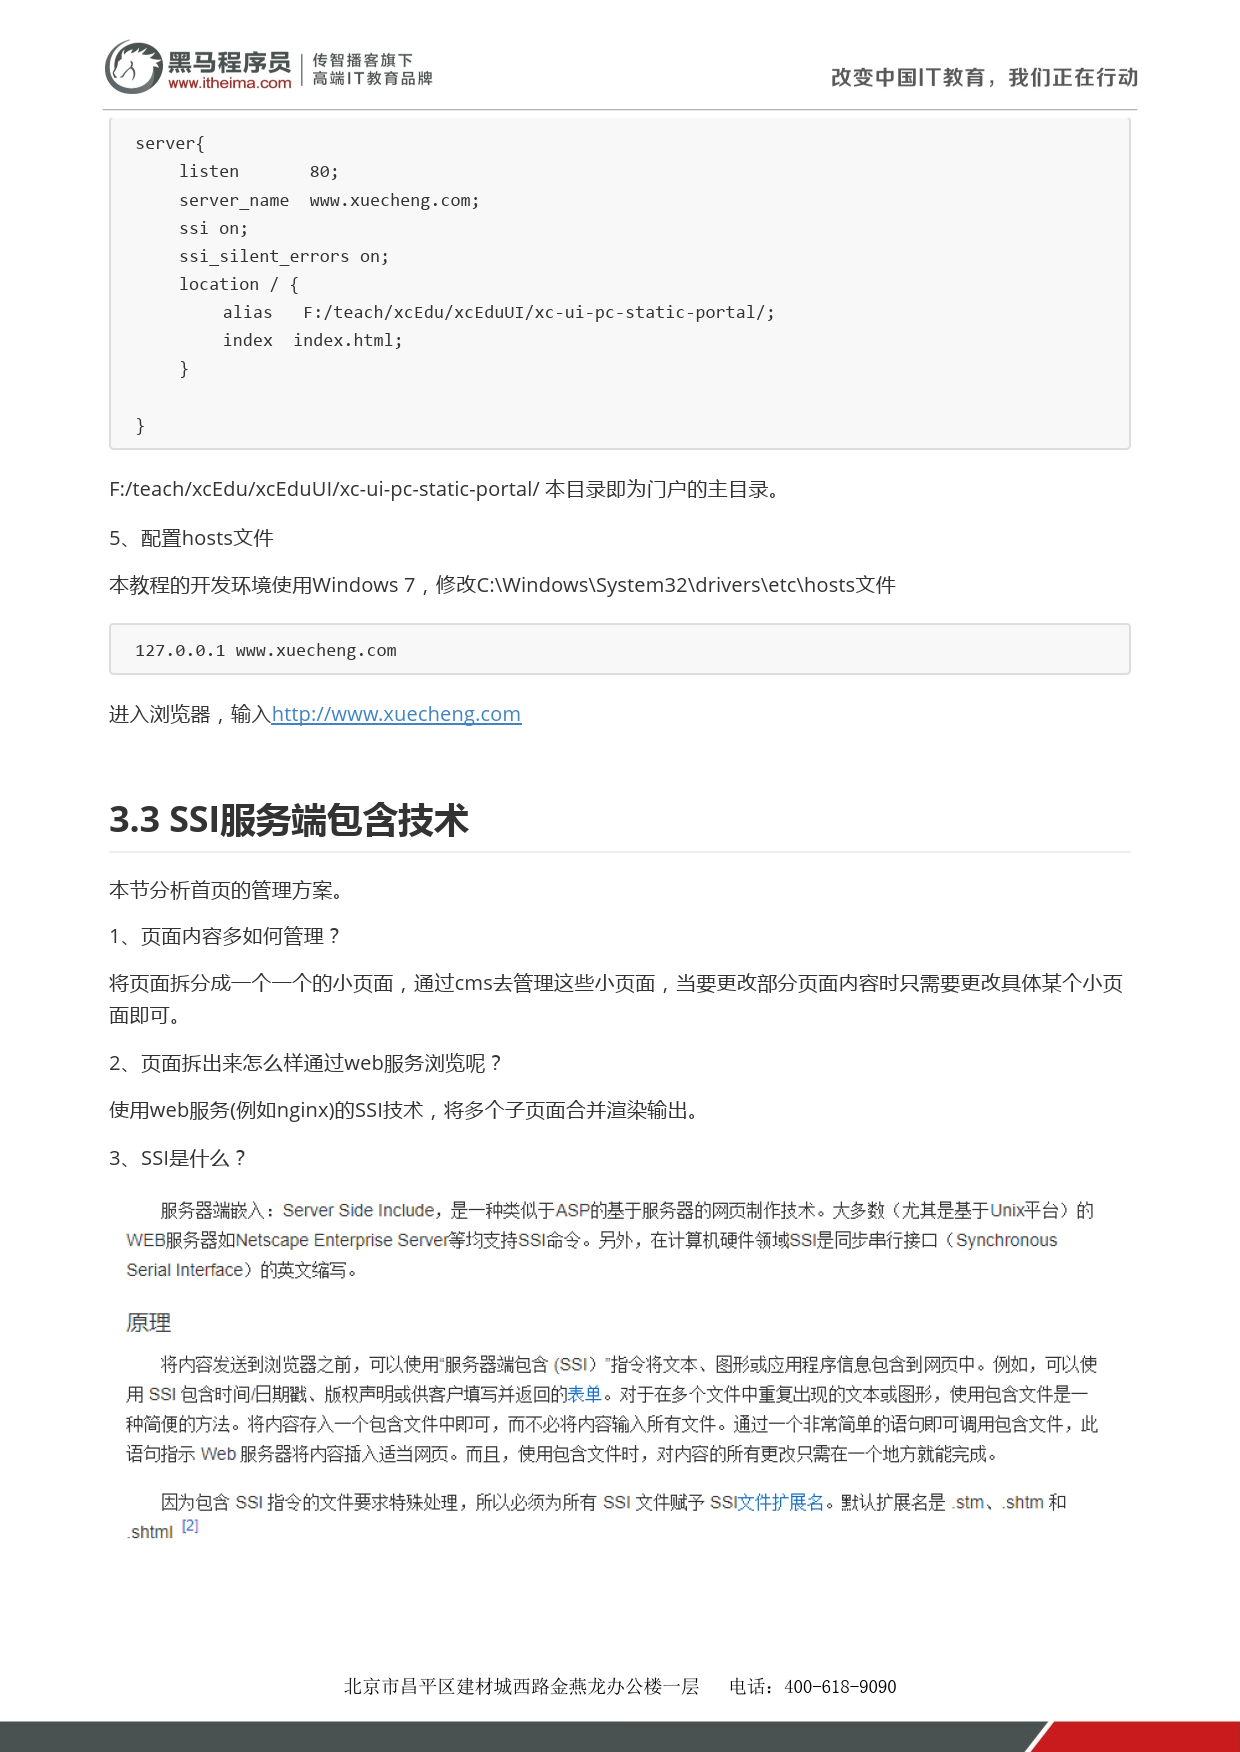 黑马程序员
www.itheima.com
传智播客旗下
高端IT教育品牌
改变中国IT教育，我们正在行动
server{
    listen       80;
    server_name  www.xuecheng.com;
    ssi on;
    ssi_silent_errors on;
    location / {
        alias   F:/teach/xcEdu/xcEduUI/xc-ui-pc-static-portal/;
        index  index.html;
    }
}
F:/teach/xcEdu/xcEduUI/xc-ui-pc-static-portal/ 本目录即为门户的主目录。
5、配置hosts文件
本教程的开发环境使用Windows 7，修改C:\Windows\System32\drivers\etc\hosts文件
127.0.0.1 www.xuecheng.com
进入浏览器，输入http://www.xuecheng.com
3.3 SSI服务端包含技术
本节分析首页的管理方案。
1、页面内容多如何管理？
将页面拆分成一个一个的小页面，通过cms去管理这些小页面，当要更改部分页面内容时只需要更改具体某个小页
面即可。
2、页面拆出来怎么样通过web服务浏览呢？
使用web服务(例如nginx)的SSI技术，将多个子页面合并渲染输出。
3、SSI是什么？
服务器端嵌入：Server Side Include，是一种类似于ASP的基于服务器的网页制作技术。大多数（尤其是基于Unix平台）的
WEB服务器如Netscape Enterprise Server等均支持SSI命令。另外，在计算机硬件领域SSI是同步串行接口（Synchronous
Serial Interface）的英文缩写。
原理
将内容发送到浏览器之前，可以使用“服务器端包含 (SSI）”指令将文本、图形或应用程序信息包含到网页中。例如，可以使
用 SSI 包含时间/日期戳、版权声明或供客户填写并返回的表单。对于在多个文件中重复出现的文本或图形，使用包含文件是一
种简便的方法。将内容存入一个包含文件中即可，而不必将内容输入所有文件。通过一个非常简单的语句即可调用包含文件，此
语句指示 Web 服务器将内容插入适当网页。而且，使用包含文件时，对内容的所有更改只需在一个地方就能完成。
因为包含 SSI 指令的文件要求特殊处理，所以必须为所有 SSI 文件赋予 SSI文件扩展名。默认扩展名是 .stm、.shtm 和
.shtml [2]
北京市昌平区建材城西路金燕龙办公楼一层 电话：400-618-9090